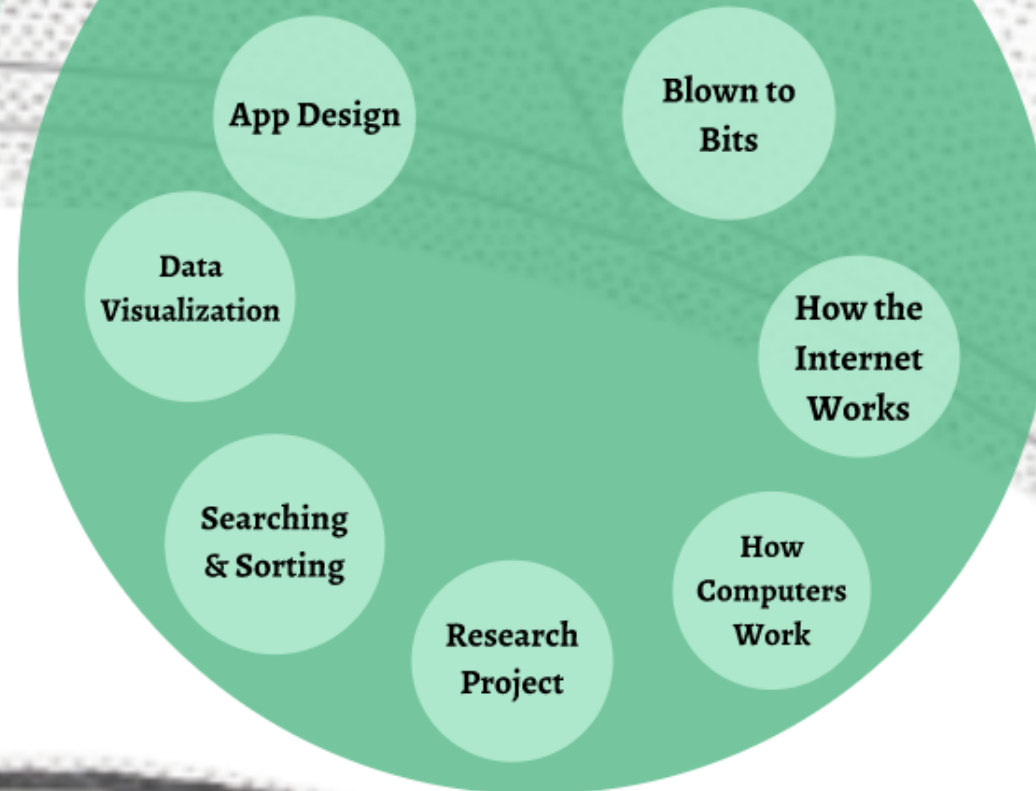 App Design
Blown to
Bits
Data
Visualization
How the
Internet
Works
Searching
& Sorting
How
Computers
Work
Research
Project